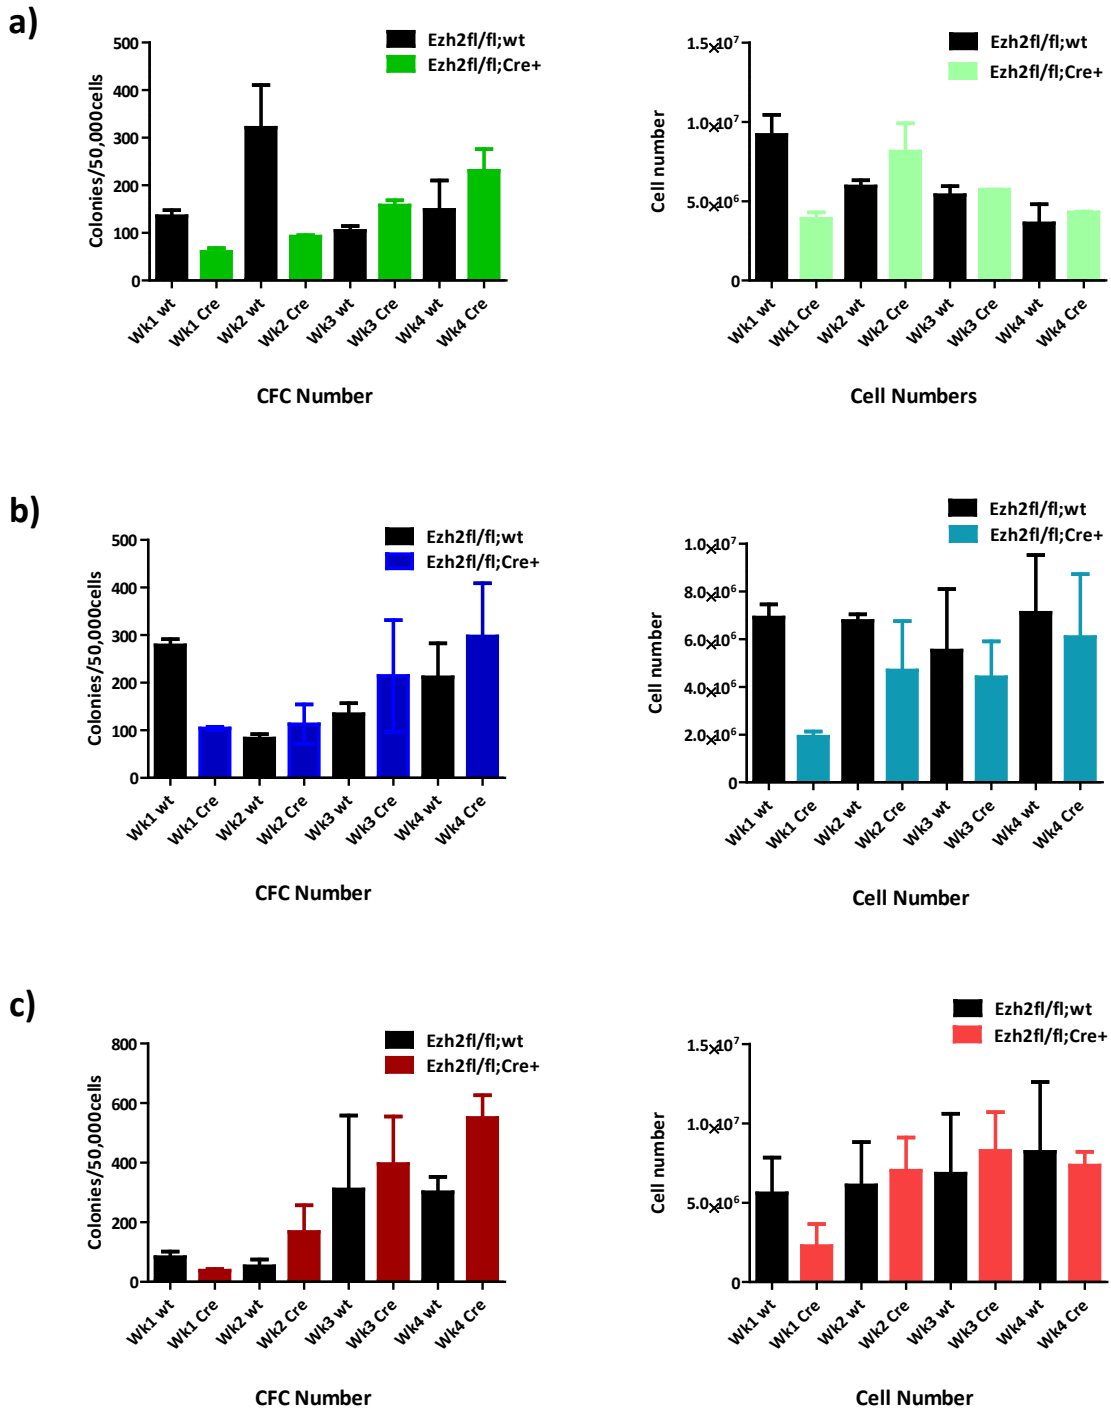 a)
Ezh2fl/fl;wt
Ezh2fl/fl;Cre+
Colonies/50,000cells
500
400
300
200
100
0
Wk1 wt
Wk1 Cre
Wk2 wt
Wk2 Cre
Wk3 wt
Wk3 Cre
Wk4 wt
Wk4 Cre
CFC Number
Ezh2fl/fl;wt
Ezh2fl/fl;Cre+
Cell number
1.5×10⁷
1.0×10⁷
5.0×10⁶
0
Wk1 wt
Wk1 Cre
Wk2 wt
Wk2 Cre
Wk3 wt
Wk3 Cre
Wk4 wt
Wk4 Cre
Cell Numbers
b)
Ezh2fl/fl;wt
Ezh2fl/fl;Cre+
Colonies/50,000cells
500
400
300
200
100
0
Wk1 wt
Wk1 Cre
Wk2 wt
Wk2 Cre
Wk3 wt
Wk3 Cre
Wk4 wt
Wk4 Cre
CFC Number
Ezh2fl/fl;wt
Ezh2fl/fl;Cre+
Cell number
1.0×10⁷
8.0×10⁶
6.0×10⁶
4.0×10⁶
2.0×10⁶
0
Wk1 wt
Wk1 Cre
Wk2 wt
Wk2 Cre
Wk3 wt
Wk3 Cre
Wk4 wt
Wk4 Cre
Cell Number
c)
Ezh2fl/fl;wt
Ezh2fl/fl;Cre+
Colonies/50,000cells
800
600
400
200
0
Wk1 wt
Wk1 Cre
Wk2 wt
Wk2 Cre
Wk3 wt
Wk3 Cre
Wk4 wt
Wk4 Cre
CFC Number
Ezh2fl/fl;wt
Ezh2fl/fl;Cre+
Cell number
1.5×10⁷
1.0×10⁷
5.0×10⁶
0
Wk1 wt
Wk1 Cre
Wk2 wt
Wk2 Cre
Wk3 wt
Wk3 Cre
Wk4 wt
Wk4 Cre
Cell Number